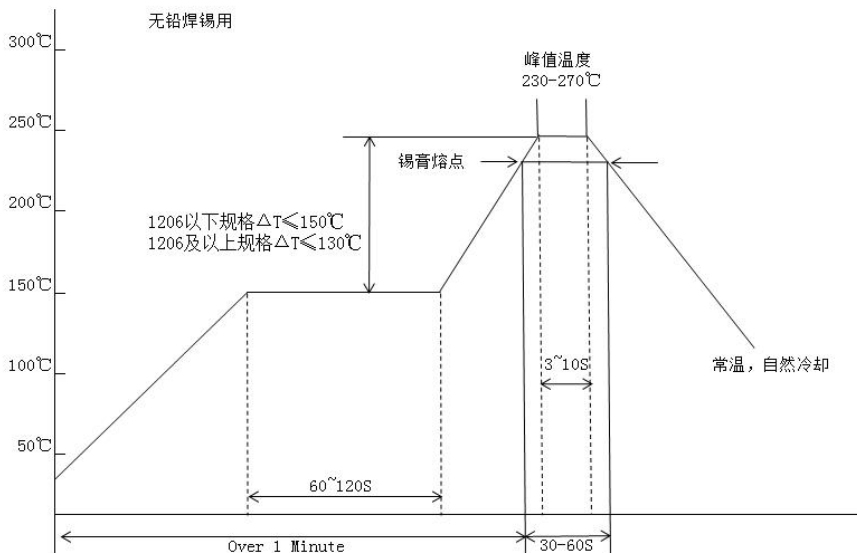 无铅焊锡用
300℃
峰值温度
230-270℃
250℃
锡膏熔点
200℃
1206以下规格△T≤150℃
1206及以上规格△T≤130℃
150℃
100℃
3~10S
常温，自然冷却
50℃
60~120S
Over 1 Minute
30-60S